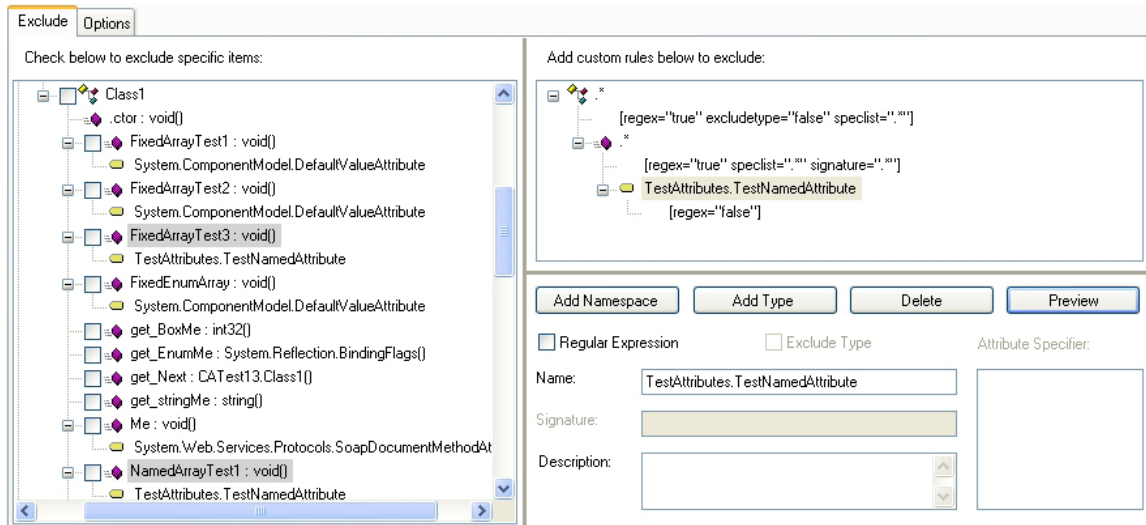 Exclude
Options
Check below to exclude specific items:
Class1
.ctor : void()
FixedArrayTest1 : void()
System.ComponentModel.DefaultValueAttribute
FixedArrayTest2 : void()
System.ComponentModel.DefaultValueAttribute
FixedArrayTest3 : void()
TestAttributes.TestNamedAttribute
FixedEnumArray : void()
System.ComponentModel.DefaultValueAttribute
get_BoxMe : int32()
get_EnumMe : System.Reflection.BindingFlags()
get_Next : CATest13.Class1()
get_stringMe : string()
Me : void()
System.Web.Services.Protocols.SoapDocumentMethodAt
NamedArrayTest1 : void()
TestAttributes.TestNamedAttribute
Add custom rules below to exclude:
.*
[regex="true" excludetype="false" speclist=".*"]
.*
[regex="true" speclist=".*" signature=".*"]
TestAttributes.TestNamedAttribute
[regex="false"]
Add Namespace
Add Type
Delete
Preview
Regular Expression
Exclude Type
Attribute Specifier:
Name:
TestAttributes.TestNamedAttribute
Signature:
Description: